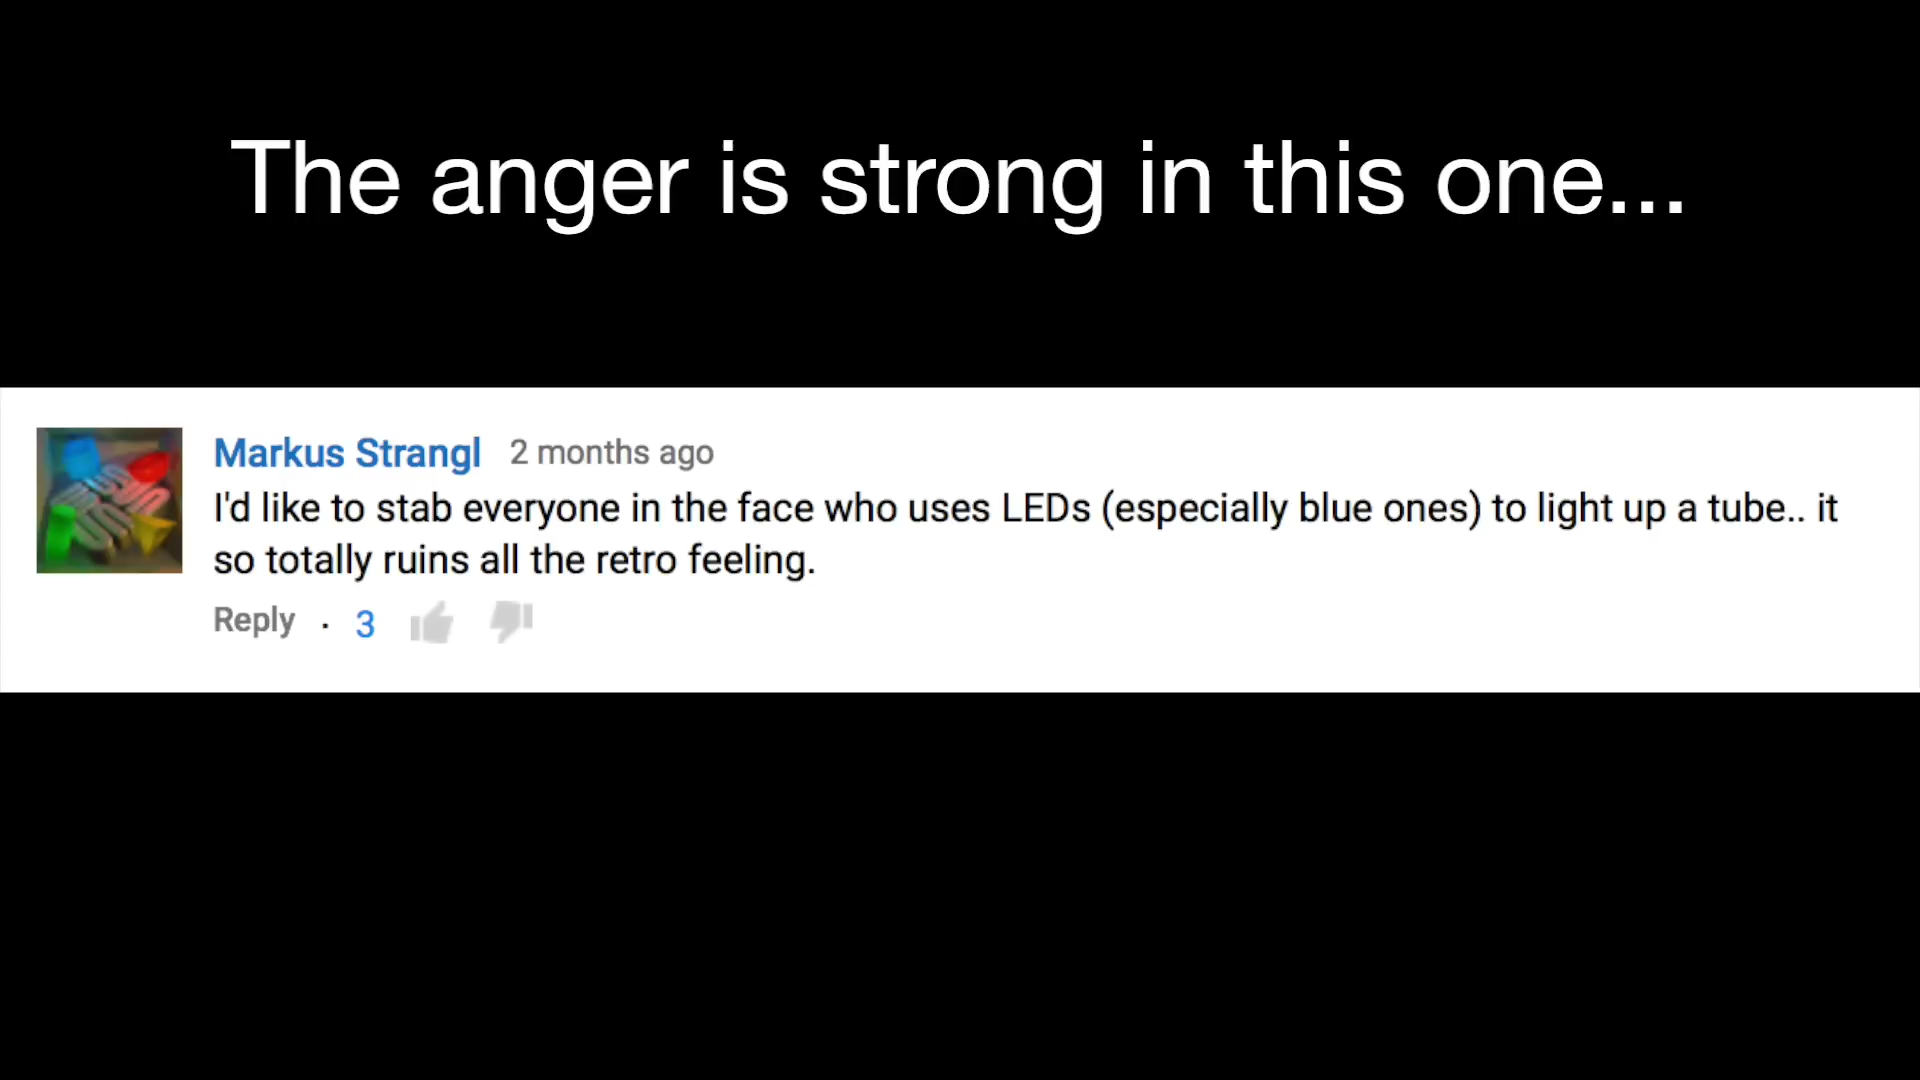 The anger is strong in this one...
Markus Strangl 2 months ago
I'd like to stab everyone in the face who uses LEDs (especially blue ones) to light up a tube.. it
so totally ruins all the retro feeling.
Reply · 3